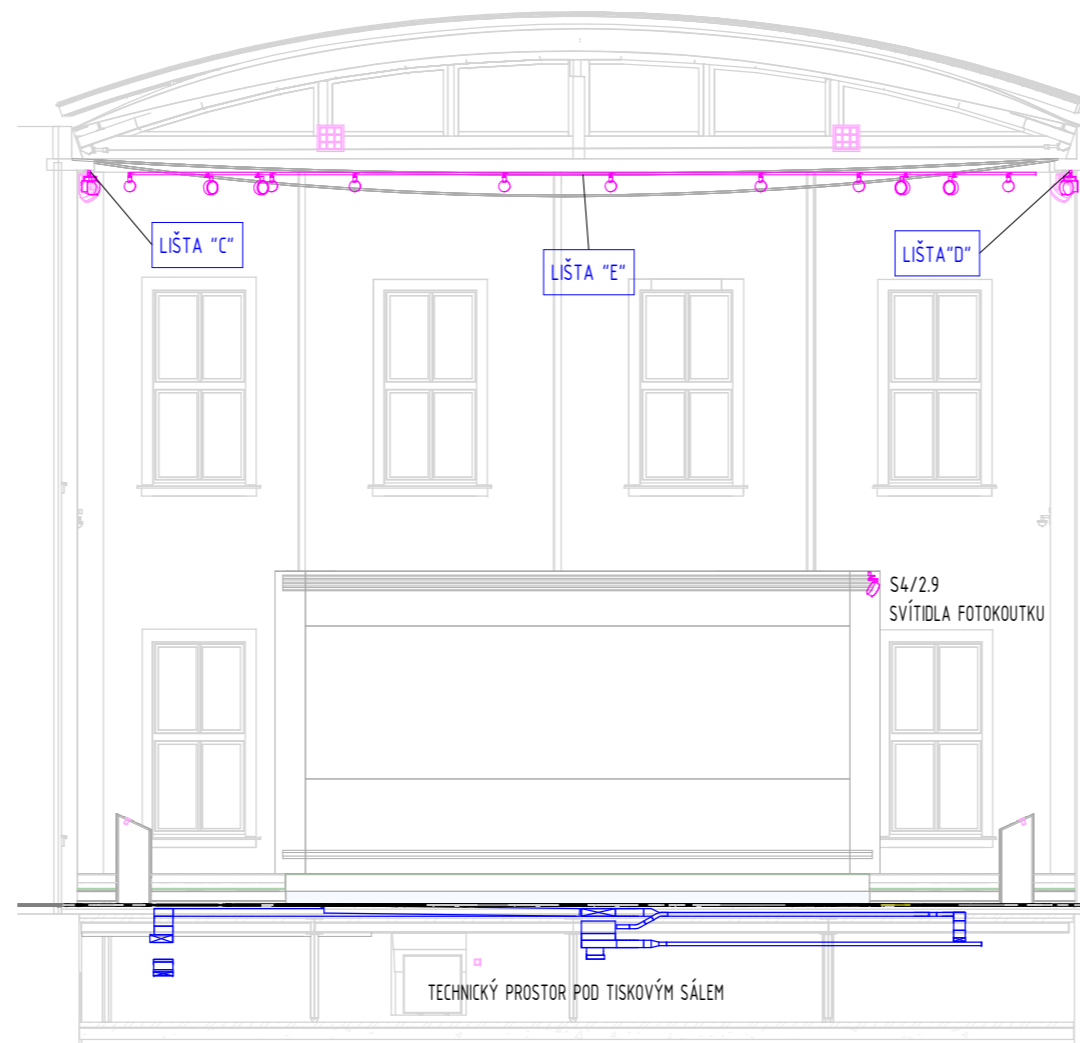 LIŠTA "C"
LIŠTA "E"
LIŠTA"D"
S4/2.9
SVÍTIDLA FOTOKOUTKU
TECHNICKÝ PROSTOR POD TISKOVÝM SÁLEM